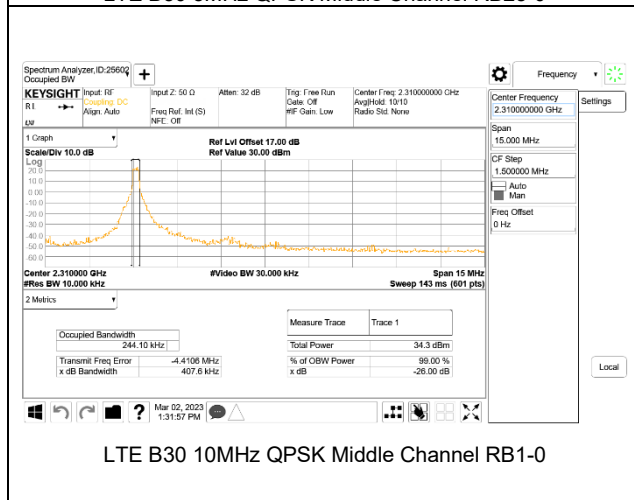 Spectrum Analyzer,ID:25602
Occupied BW
Frequency
KEYSIGHT
Input: RF
Coupling: DC
Align: Auto
Input Z: 50 Ω
Freq Ref: Int (S)
NFE: Off
Atten: 32 dB
Trig: Free Run
Gate: Off
#IF Gain: Low
Center Freq: 2.310000000 GHz
Avg|Hold: 10/10
Radio Std: None
Center Frequency
2.310000000 GHz
Settings
Span
15.000 MHz
CF Step
1.500000 MHz
Auto
Man
Freq Offset
0 Hz
Local
1 Graph
Scale/Div 10.0 dB
Ref Lvl Offset 17.00 dB
Ref Value 30.00 dBm
Log
20.0
10.0
0.00
-10.0
-20.0
-30.0
-40.0
-50.0
-60.0
Center 2.310000 GHz
#Video BW 30.000 kHz
Span 15 MHz
#Res BW 10.000 kHz
Sweep 143 ms (601 pts)
2 Metrics
Measure Trace
Trace 1
Occupied Bandwidth
244.10 kHz
Total Power
34.3 dBm
Transmit Freq Error
-4.4106 MHz
% of OBW Power
99.00 %
x dB Bandwidth
407.6 kHz
x dB
-26.00 dB
Mar 02, 2023
1:31:57 PM
LTE B30 10MHz QPSK Middle Channel RB1-0